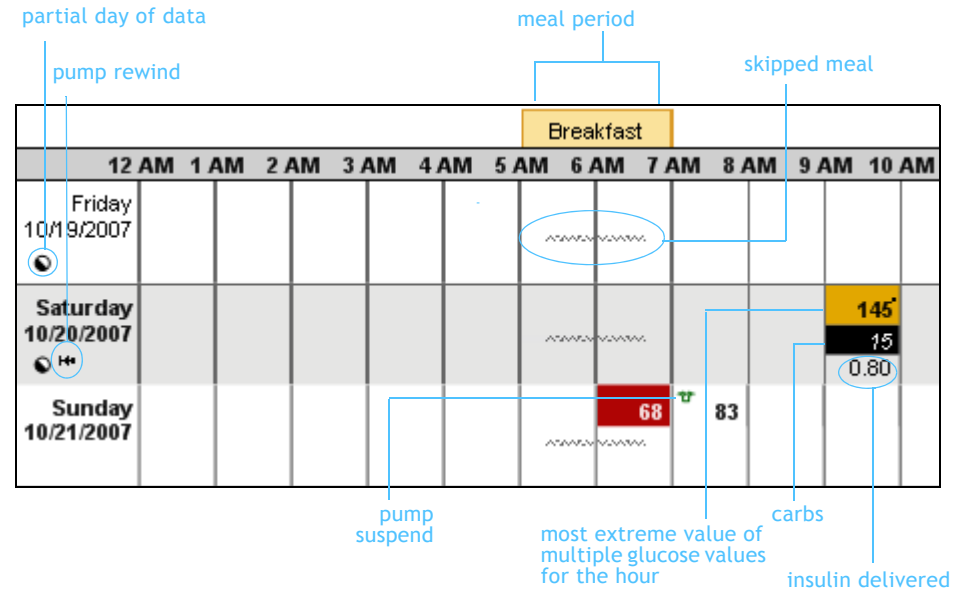 partial day of data
meal period
pump rewind
skipped meal
Breakfast
12 AM 1 AM 2 AM 3 AM 4 AM 5 AM 6 AM 7 AM 8 AM 9 AM 10 AM
Friday
10/19/2007
Saturday
10/20/2007
145
15
0.80
Sunday
10/21/2007
68
83
pump
suspend
most extreme value of
multiple glucose values
for the hour
carbs
insulin delivered